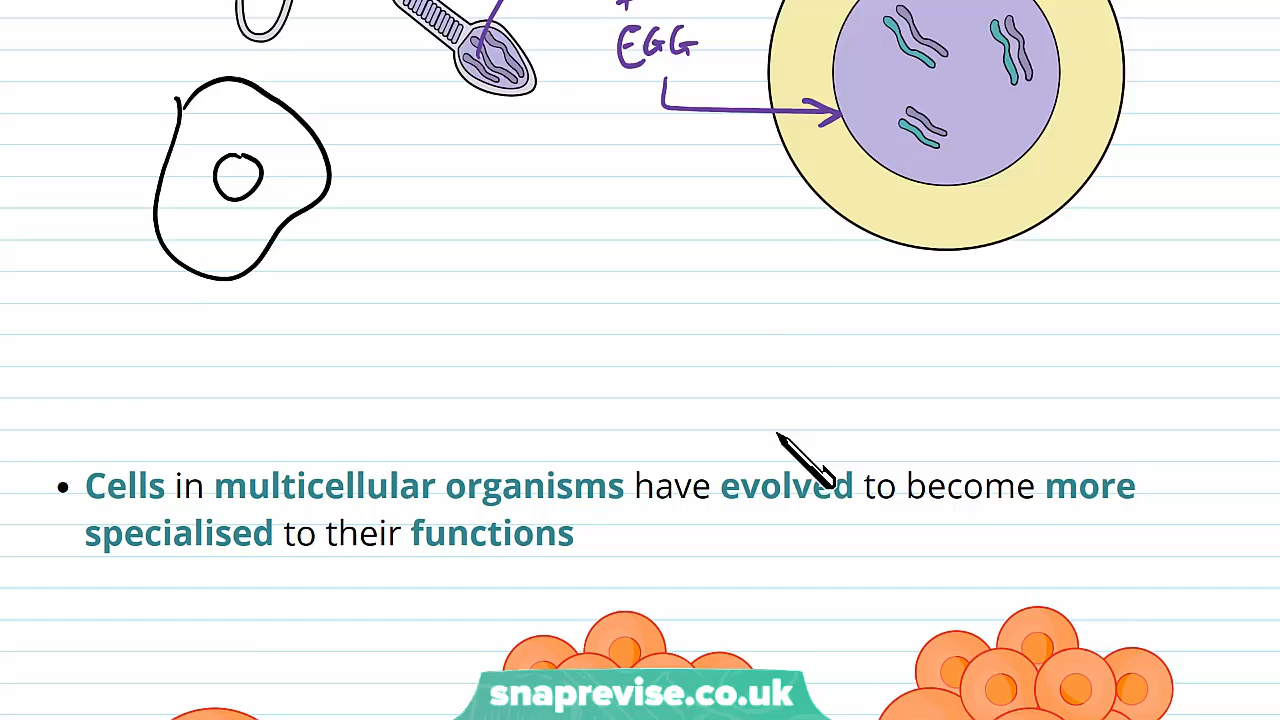 EGG
• Cells in multicellular organisms have evolved to become more
specialised to their functions
snaprevise.co.uk